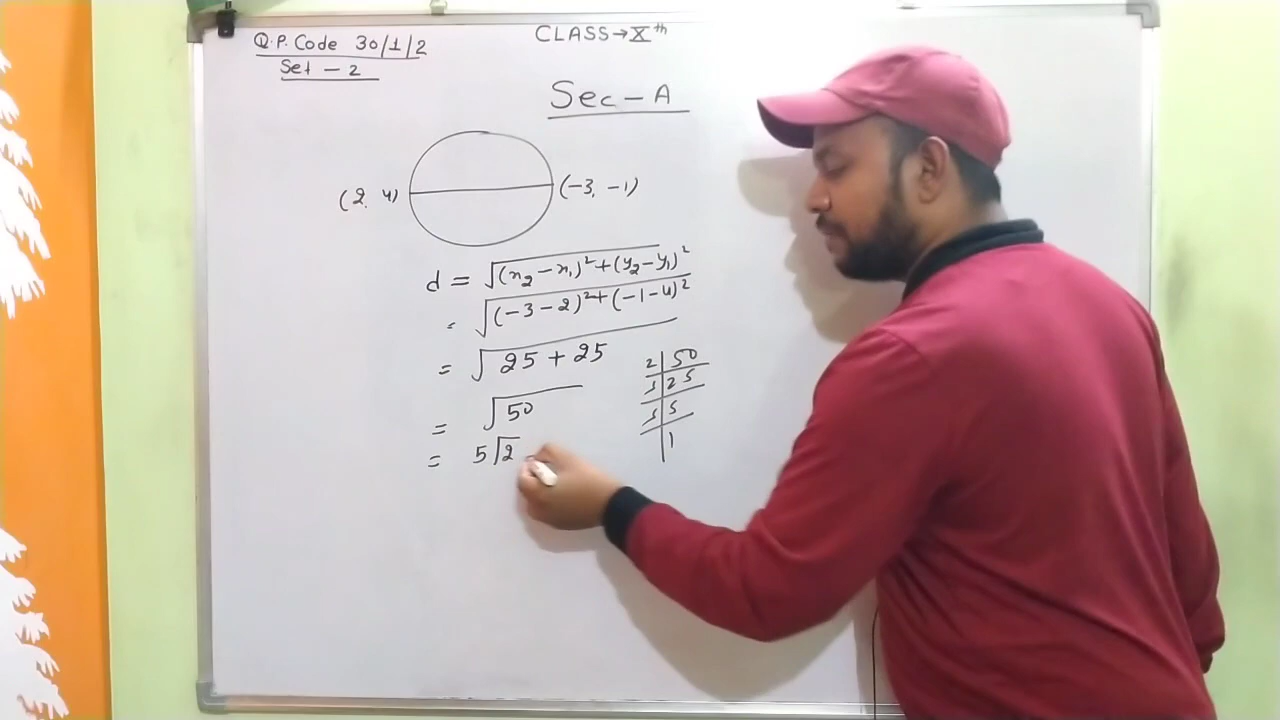 Q.P. Code 30/1/2
Set - 2
CLASS→Xth
Sec - A
(2, 4)
(-3, -1)
d = √(x₂-x₁)²+(y₂-y₁)²
= √(-3-2)²+(-1-4)²
= √25+25
= √50
= 5√2
2 | 50
5 | 25
5 | 5
| 1